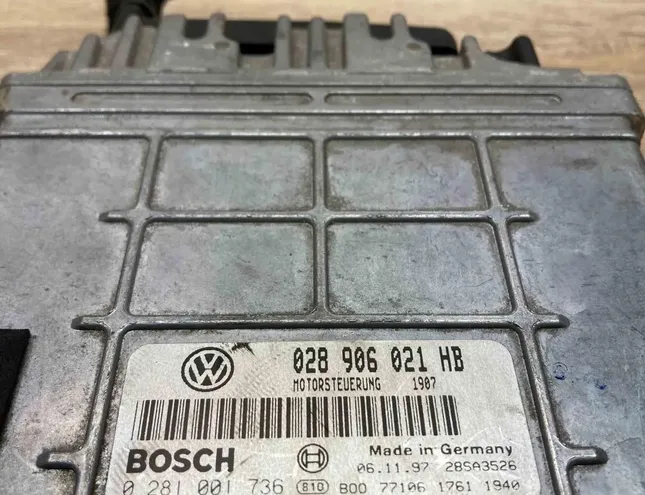 028 906 021 HB
MOTORSTEUERUNG 1907
BOSCH Made in Germany
06.11.97 28SA3526
0 281 001 736 B10 B00 77106 1761 1940